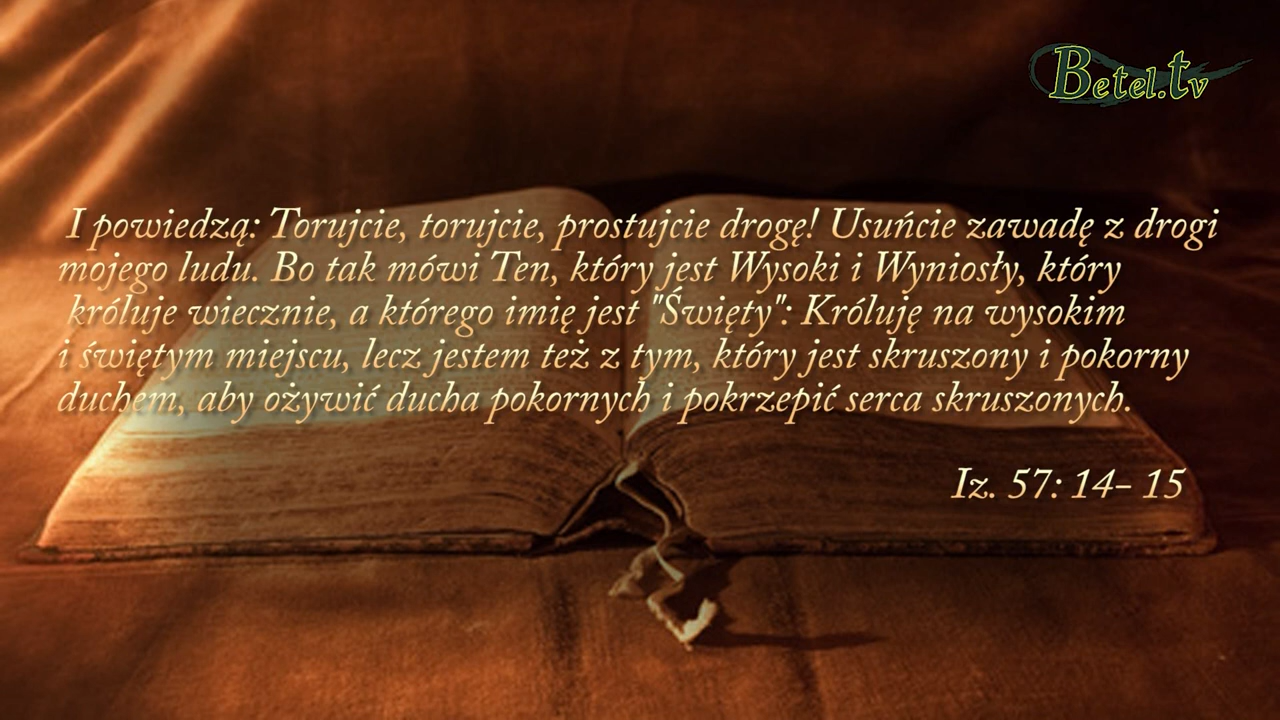 Betel.tv
I powiedzą: Torujcie, torujcie, prostujcie drogę! Usuńcie zawadę z drogi
mojego ludu. Bo tak mówi Ten, który jest Wysoki i Wyniosły, który
króluje wiecznie, a którego imię jest "Święty": Króluję na wysokim
i świętym miejscu, lecz jestem też z tym, który jest skruszony i pokorny
duchem, aby ożywić ducha pokornych i pokrzepić serca skruszonych.
Iz. 57: 14- 15